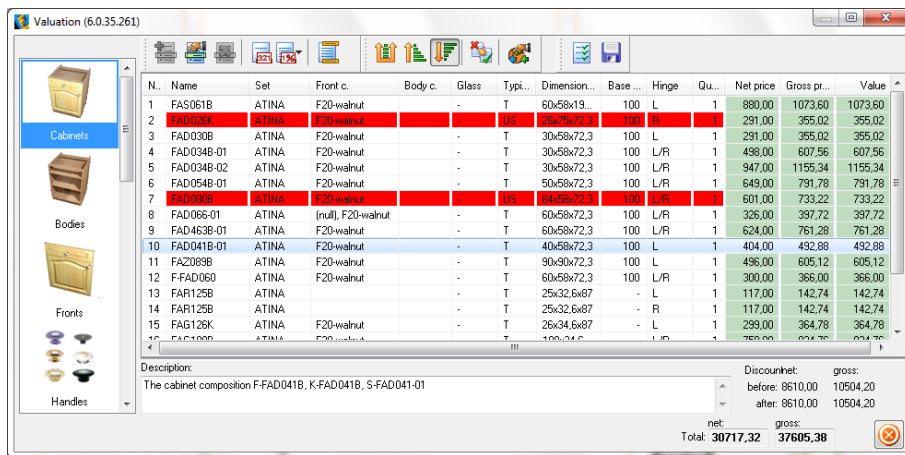 Valuation (6.0.35.261)
321 1%
N.. Name Set Front c. Body c. Glass Typi... Dimension... Base ... Hinge Qu... Net price Gross pr... Value
1 FAS061B ATINA F20-walnut - T 60x58x19... 100 L 1 880,00 1073,60 1073,60
2 FAD026K ATINA F20-walnut US 26x75x72,3 100 R 1 291,00 355,02 355,02
3 FAD030B ATINA F20-walnut - T 30x58x72,3 100 L 1 291,00 355,02 355,02
4 FAD034B-01 ATINA F20-walnut - T 30x58x72,3 100 L/R 1 498,00 607,56 607,56
5 FAD034B-02 ATINA F20-walnut - T 30x58x72,3 100 L/R 1 947,00 1155,34 1155,34
6 FAD054B-01 ATINA F20-walnut - T 50x58x72,3 100 L/R 1 649,00 791,78 791,78
7 FAD080B ATINA F20-walnut US 84x58x72,3 100 L/R 1 601,00 733,22 733,22
8 FAD066-01 ATINA (null), F20-walnut - T 60x58x72,3 100 L/R 1 326,00 397,72 397,72
9 FAD463B-01 ATINA F20-walnut - T 60x58x72,3 100 L/R 1 624,00 761,28 761,28
10 FAD041B-01 ATINA F20-walnut - T 40x58x72,3 100 L 1 404,00 492,88 492,88
11 FAZ089B ATINA F20-walnut - T 90x90x72,3 100 L 1 496,00 605,12 605,12
12 F-FAD060 ATINA F20-walnut - T 60x58x72,3 100 L/R 1 300,00 366,00 366,00
13 FAR125B ATINA - T 25x32,6x87 - L 1 117,00 142,74 142,74
14 FAR125B ATINA - T 25x32,6x87 - R 1 117,00 142,74 142,74
15 FAG126K ATINA F20-walnut - T 26x34,6x87 - L 1 299,00 364,78 364,78
Cabinets
Bodies
Fronts
Handles
Description:
The cabinet composition F-FAD041B, K-FAD041B, S-FAD041-01
Discount net: gross:
before: 8610,00 10504,20
after: 8610,00 10504,20
net: gross:
Total: 30717,32 37605,38